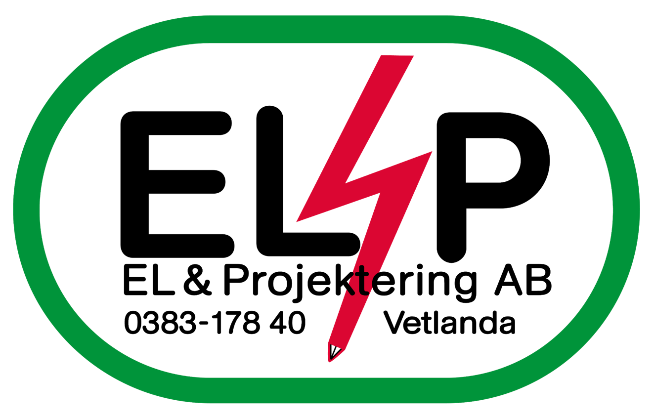 ELP
EL & Projektering AB
0383-178 40 Vetlanda